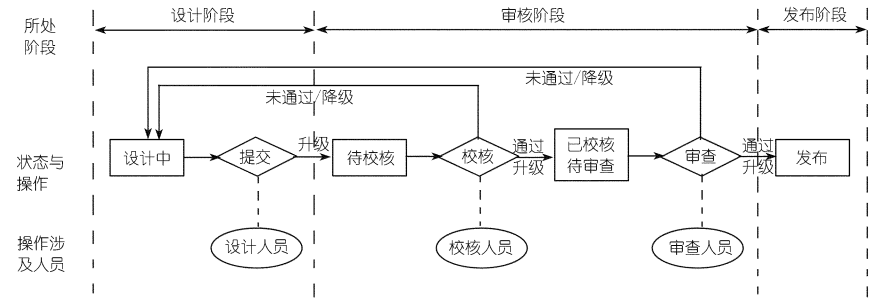 所处
阶段
设计阶段
审核阶段
发布阶段
未通过/降级
未通过/降级
状态与
操作
设计中
提交
升级
待校核
校核
通过
升级
已校核
待审查
审查
通过
升级
发布
操作涉
及人员
设计人员
校核人员
审查人员